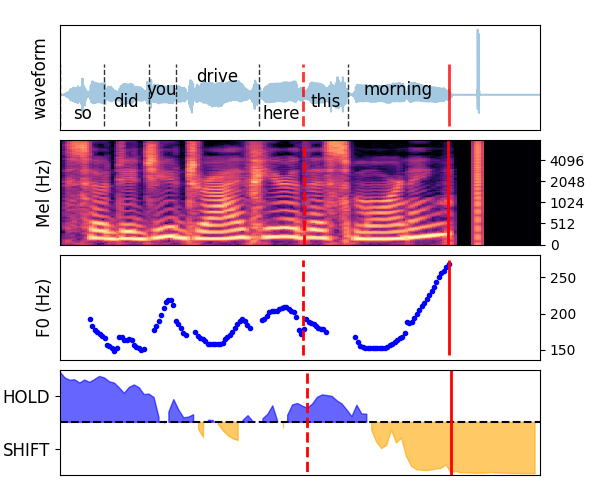 waveform
so did you drive here this morning
Mel (Hz)
4096
2048
1024
512
0
F0 (Hz)
250
200
150
HOLD
SHIFT